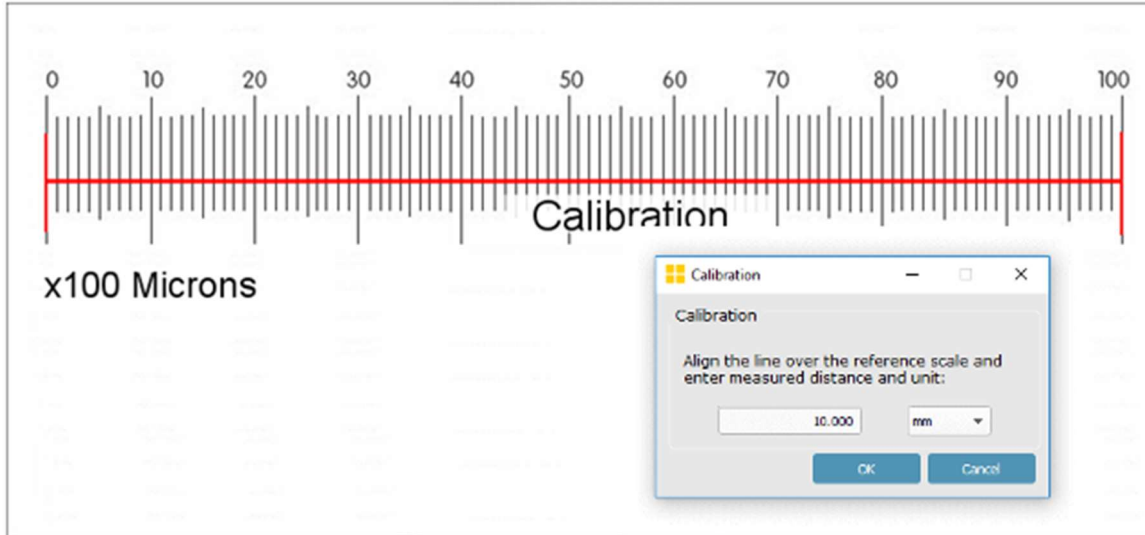 0 10 20 30 40 50 60 70 80 90 100
Calibration
x100 Microns
Calibration
Calibration
Align the line over the reference scale and
enter measured distance and unit:
10.000 mm
OK Cancel